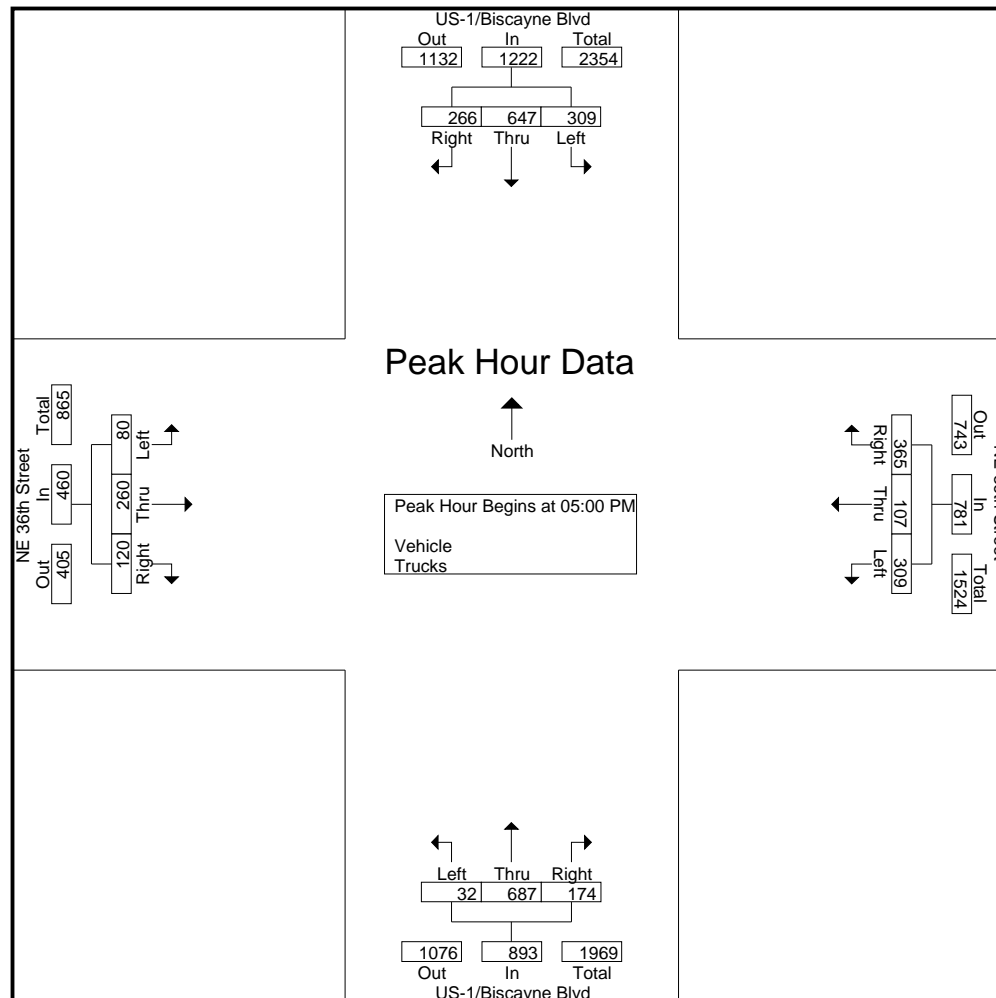 US-1/Biscayne Blvd
Out In Total
1132 1222 2354
266 647 309
Right Thru Left
Peak Hour Data
North
Peak Hour Begins at 05:00 PM
Vehicle
Trucks
NE 36th Street
Total In Out
865 460 405
80 260 120
Left Thru Right
Right Thru Left
365 107 309
Out In Total
743 781 1524
Street
Left Thru Right
32 687 174
1076 893 1969
Out In Total
US-1/Biscayne Blvd